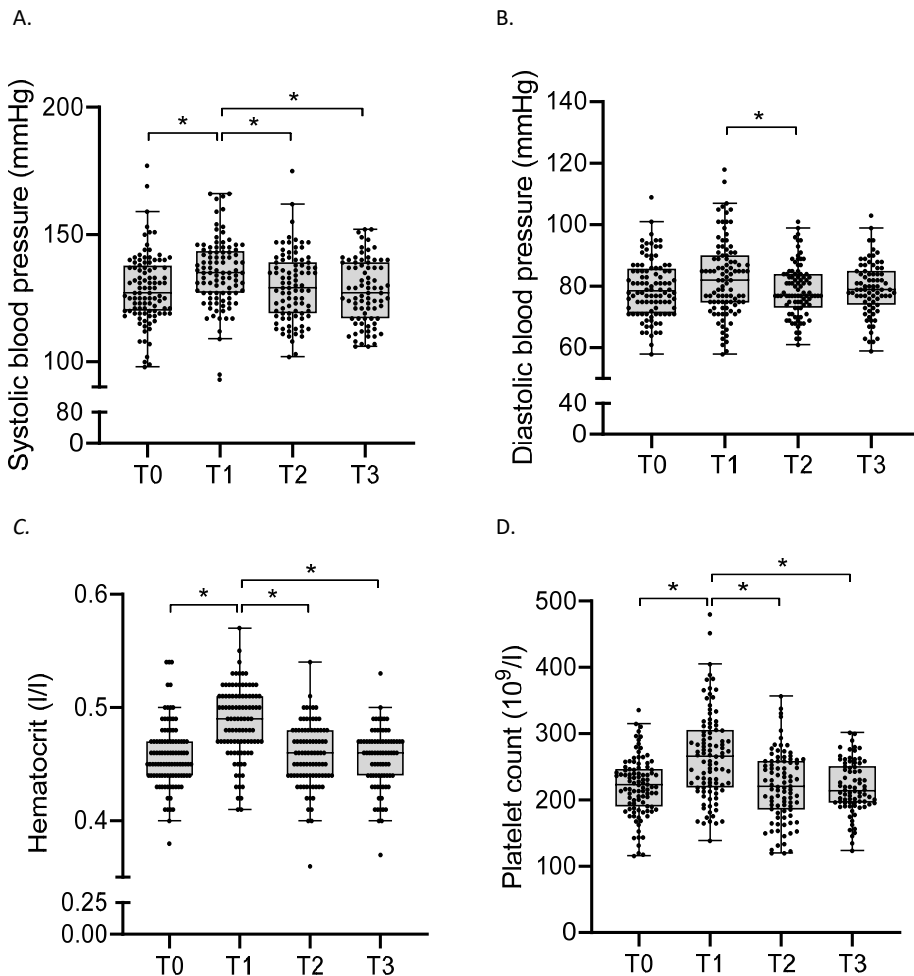 A.
Systolic blood pressure (mmHg)
200
150
100
80
0
*
*
*
T0 T1 T2 T3
B.
Diastolic blood pressure (mmHg)
140
120
100
80
60
40
0
*
T0 T1 T2 T3
C.
Hematocrit (l/l)
0.6
0.5
0.4
0.25
0.00
*
*
*
T0 T1 T2 T3
D.
Platelet count (10⁹/l)
500
400
300
200
100
0
*
*
*
T0 T1 T2 T3